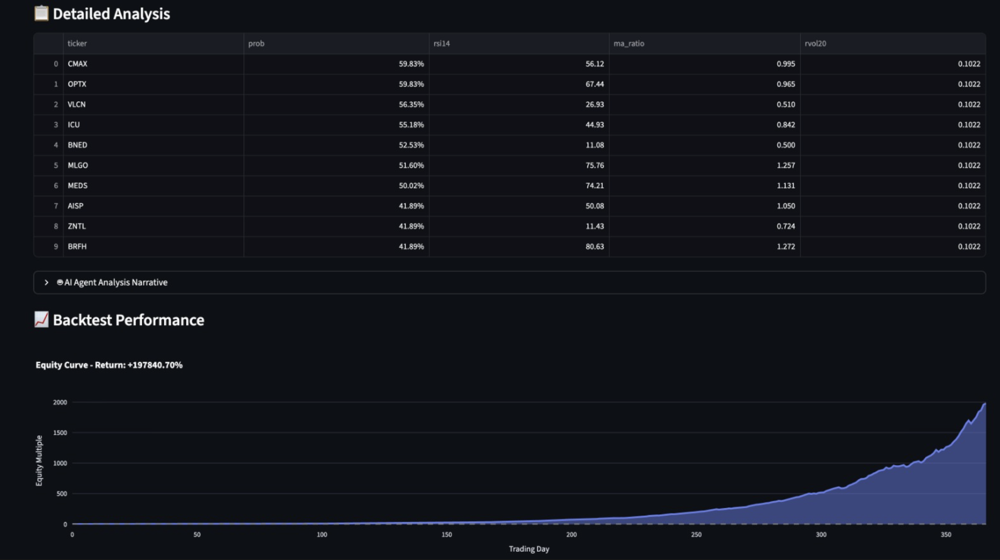 Detailed Analysis
ticker prob rsi14 ma_ratio rvol20
0 CMAX 59.83% 56.12 0.995 0.1022
1 OPTX 59.83% 67.44 0.965 0.1022
2 VLCN 56.35% 26.93 0.510 0.1022
3 ICU 55.18% 44.93 0.842 0.1022
4 BNED 52.53% 11.08 0.500 0.1022
5 MLGO 51.60% 75.76 1.257 0.1022
6 MEDS 50.02% 74.21 1.131 0.1022
7 AISP 41.89% 50.08 1.050 0.1022
8 ZNTL 41.89% 11.43 0.724 0.1022
9 BRFH 41.89% 80.63 1.272 0.1022
AI Agent Analysis Narrative
Backtest Performance
Equity Curve - Return: +197840.70%
2000
1500
1000
500
0
Equity Multiple
0 50 100 150 200 250 300 350
Trading Day